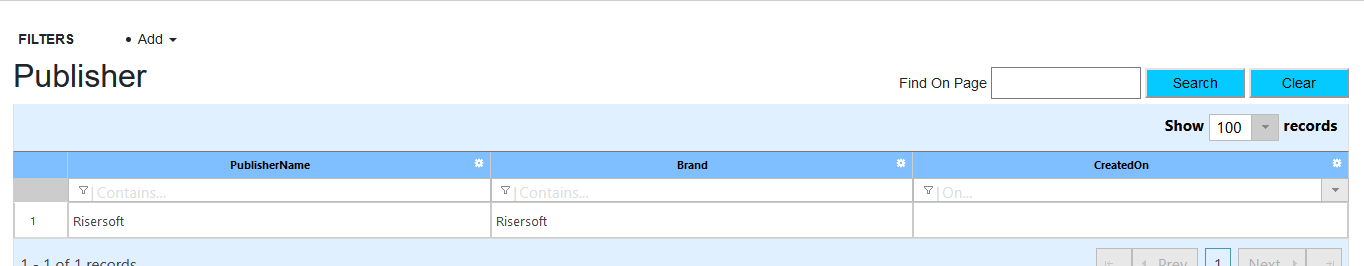 FILTERS • Add
Publisher
Find On Page Search Clear
Show 100 records
PublisherName Brand CreatedOn
Contains... Contains... On...
1 Risersoft Risersoft
1 - 1 of 1 records Prev 1 Next